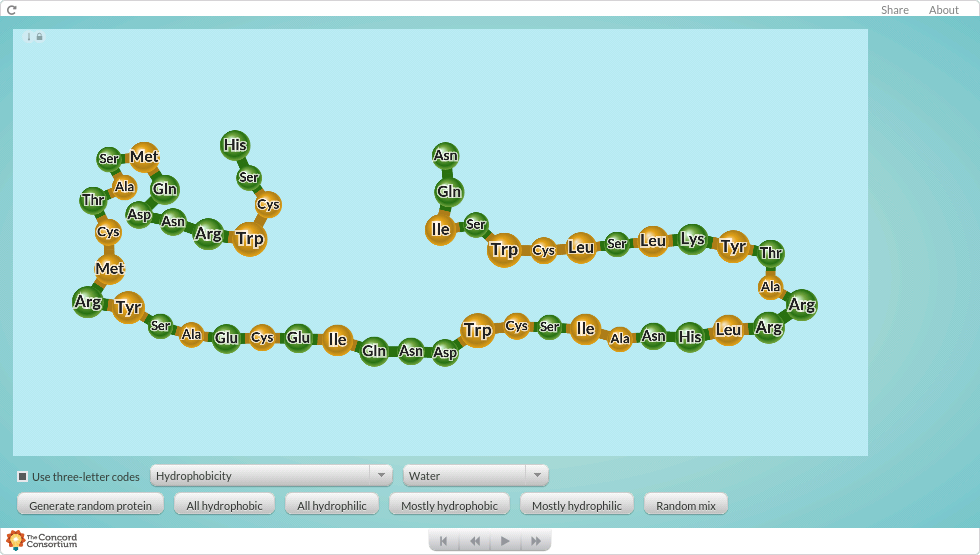 Share About
His
Ser Met
Asn
Ala Gln Ser
Gln
Thr
Asp Asn
Cys
Cys Arg Trp
Ile Ser
Trp Cys Leu Ser Leu Lys Tyr Thr
Met
Ala
Arg Tyr
Arg
Ser Ala Glu Cys Glu Ile Gln Asn Asp Trp Cys Ser Ile Ala Asn His Leu Arg
Use three-letter codes Hydrophobicity Water
Generate random protein All hydrophobic All hydrophilic Mostly hydrophobic Mostly hydrophilic Random mix
The Concord
Consortium